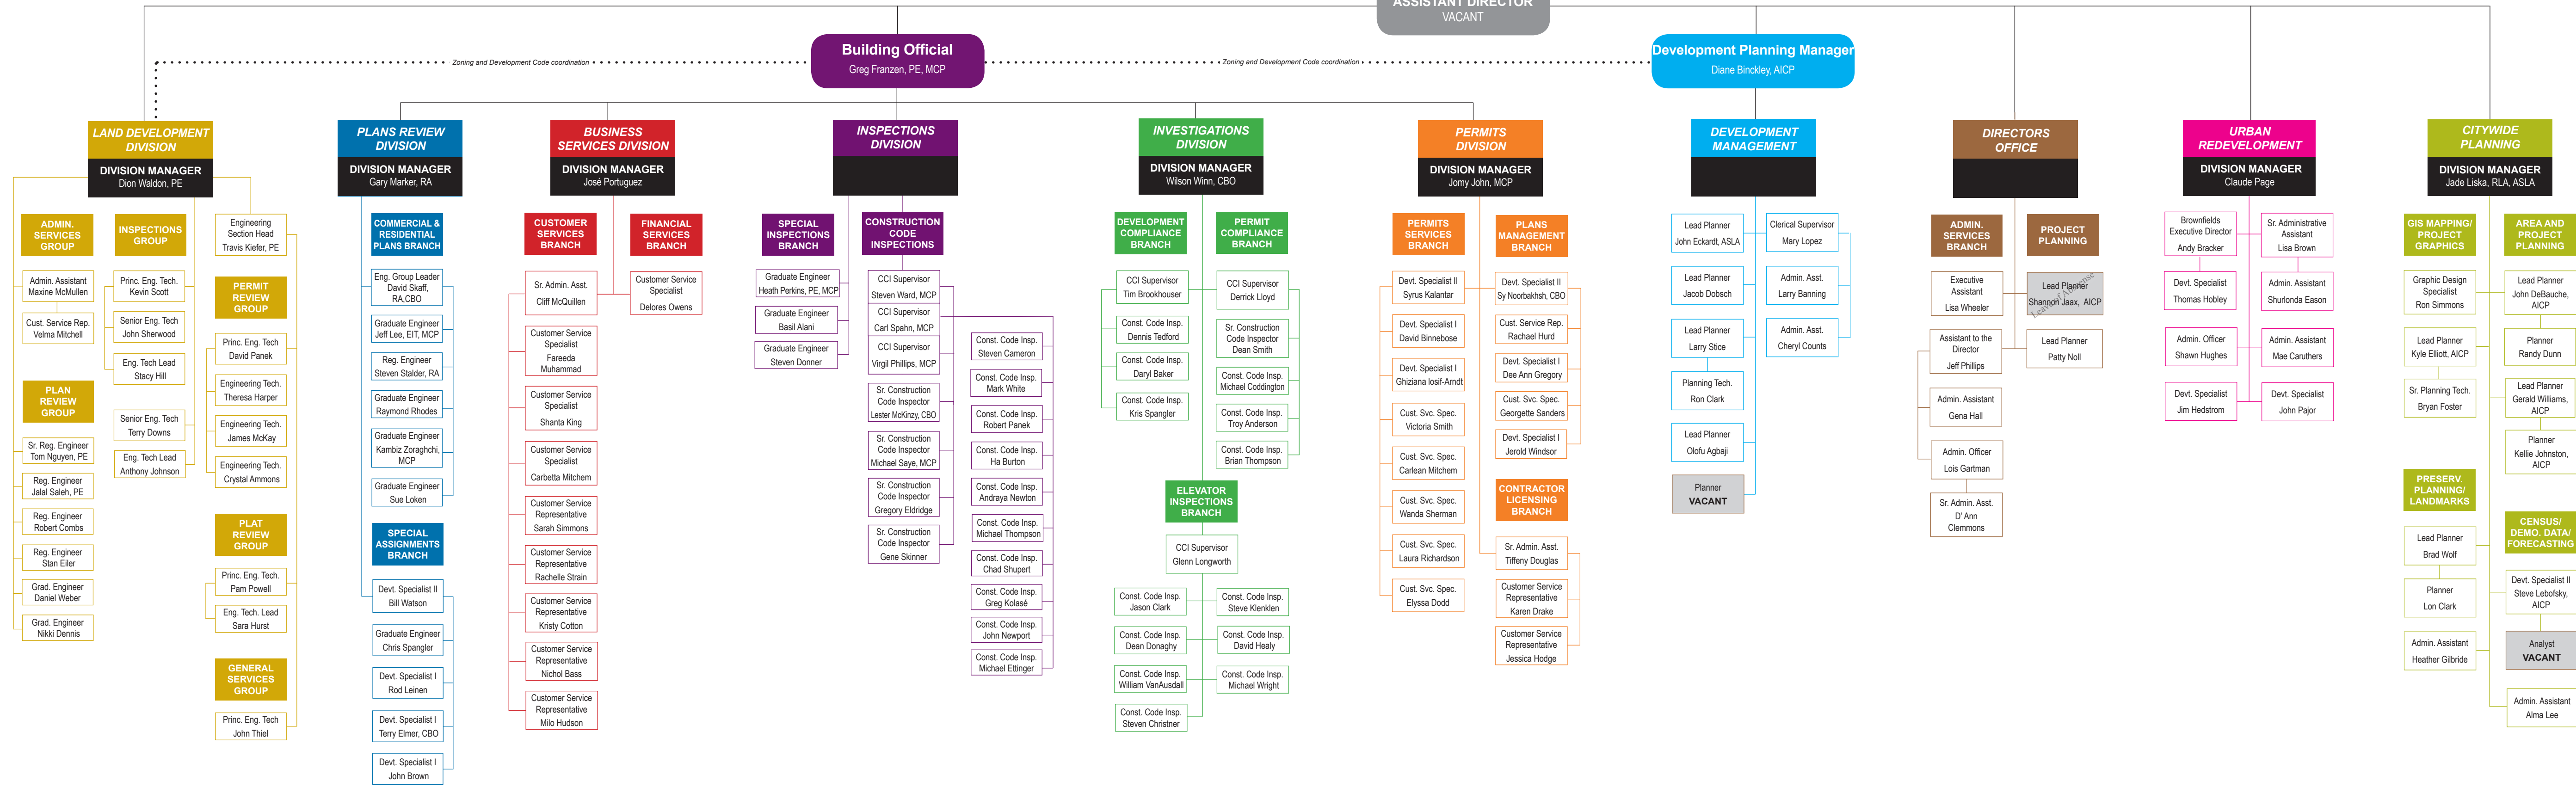 ASSISTANT DIRECTOR
VACANT
Building Official
Greg Franzen, PE, MCP
Development Planning Manager
Diane Binckley, AICP
Zoning and Development Code coordination
Zoning and Development Code coordination
LAND DEVELOPMENT
DIVISION
DIVISION MANAGER
Dion Waldon, PE
ADMIN.
SERVICES
GROUP
Admin. Assistant
Maxine McMullen
Cust. Service Rep.
Velma Mitchell
PLAN
REVIEW
GROUP
Sr. Reg. Engineer
Tom Nguyen, PE
Reg. Engineer
Jalal Saleh, PE
Reg. Engineer
Robert Combs
Reg. Engineer
Stan Eiler
Grad. Engineer
Daniel Weber
Grad. Engineer
Nikki Dennis
INSPECTIONS
GROUP
Princ. Eng. Tech.
Kevin Scott
Senior Eng. Tech
John Sherwood
Eng. Tech Lead
Stacy Hill
Senior Eng. Tech
Terry Downs
Eng. Tech Lead
Anthony Johnson
Engineering
Section Head
Travis Kiefer, PE
PERMIT
REVIEW
GROUP
Princ. Eng. Tech
David Panek
Engineering Tech.
Theresa Harper
Engineering Tech.
James McKay
Engineering Tech.
Crystal Ammons
PLAT
REVIEW
GROUP
Princ. Eng. Tech.
Pam Powell
Eng. Tech. Lead
Sara Hurst
GENERAL
SERVICES
GROUP
Princ. Eng. Tech
John Thiel
PLANS REVIEW
DIVISION
DIVISION MANAGER
Gary Marker, RA
COMMERCIAL &
RESIDENTIAL
PLANS BRANCH
Eng. Group Leader
David Skaff,
RA,CBO
Graduate Engineer
Jeff Lee, EIT, MCP
Reg. Engineer
Steven Stalder, RA
Graduate Engineer
Raymond Rhodes
Graduate Engineer
Kambiz Zoraghchi,
MCP
Graduate Engineer
Sue Loken
SPECIAL
ASSIGNMENTS
BRANCH
Devt. Specialist II
Bill Watson
Graduate Engineer
Chris Spangler
Devt. Specialist I
Rod Leinen
Devt. Specialist I
Terry Elmer, CBO
Devt. Specialist I
John Brown
BUSINESS
SERVICES DIVISION
DIVISION MANAGER
José Portuguez
CUSTOMER
SERVICES
BRANCH
Sr. Admin. Asst.
Cliff McQuillen
Customer Service
Specialist
Fareeda
Muhammad
Customer Service
Specialist
Shanta King
Customer Service
Specialist
Carbetta Mitchem
Customer Service
Representative
Sarah Simmons
Customer Service
Representative
Rachelle Strain
Customer Service
Representative
Kristy Cotton
Customer Service
Representative
Nichol Bass
Customer Service
Representative
Milo Hudson
FINANCIAL
SERVICES
BRANCH
Customer Service
Specialist
Delores Owens
INSPECTIONS
DIVISION
SPECIAL
INSPECTIONS
BRANCH
Graduate Engineer
Heath Perkins, PE, MCP
Graduate Engineer
Basil Alani
Graduate Engineer
Steven Donner
CONSTRUCTION
CODE
INSPECTIONS
CCI Supervisor
Steven Ward, MCP
CCI Supervisor
Carl Spahn, MCP
CCI Supervisor
Virgil Phillips, MCP
Sr. Construction
Code Inspector
Lester McKinzy, CBO
Sr. Construction
Code Inspector
Michael Saye, MCP
Sr. Construction
Code Inspector
Gregory Eldridge
Sr. Construction
Code Inspector
Gene Skinner
Const. Code Insp.
Steven Cameron
Const. Code Insp.
Mark White
Const. Code Insp.
Robert Panek
Const. Code Insp.
Ha Burton
Const. Code Insp.
Andraya Newton
Const. Code Insp.
Michael Thompson
Const. Code Insp.
Chad Shupert
Const. Code Insp.
Greg Kolasé
Const. Code Insp.
John Newport
Const. Code Insp.
Michael Ettinger
INVESTIGATIONS
DIVISION
DIVISION MANAGER
Wilson Winn, CBO
DEVELOPMENT
COMPLIANCE
BRANCH
CCI Supervisor
Tim Brookhouser
Const. Code Insp.
Dennis Tedford
Const. Code Insp.
Daryl Baker
Const. Code Insp.
Kris Spangler
PERMIT
COMPLIANCE
BRANCH
CCI Supervisor
Derrick Lloyd
Sr. Construction
Code Inspector
Dean Smith
Const. Code Insp.
Michael Coddington
Const. Code Insp.
Troy Anderson
Const. Code Insp.
Brian Thompson
ELEVATOR
INSPECTIONS
BRANCH
CCI Supervisor
Glenn Longworth
Const. Code Insp.
Jason Clark
Const. Code Insp.
Steve Klenklen
Const. Code Insp.
Dean Donaghy
Const. Code Insp.
David Healy
Const. Code Insp.
William VanAusdall
Const. Code Insp.
Michael Wright
Const. Code Insp.
Steven Christner
PERMITS
DIVISION
DIVISION MANAGER
Jomy John, MCP
PERMITS
SERVICES
BRANCH
Devt. Specialist II
Syrus Kalantar
Devt. Specialist I
David Binnebose
Devt. Specialist I
Ghiziana Iosif-Arndt
Cust. Svc. Spec.
Victoria Smith
Cust. Svc. Spec.
Carlean Mitchem
Cust. Svc. Spec.
Wanda Sherman
Cust. Svc. Spec.
Laura Richardson
Cust. Svc. Spec.
Elyssa Dodd
PLANS
MANAGEMENT
BRANCH
Devt. Specialist II
Sy Noorbakhsh, CBO
Cust. Service Rep.
Rachael Hurd
Devt. Specialist I
Dee Ann Gregory
Cust. Svc. Spec.
Georgette Sanders
Devt. Specialist I
Jerold Windsor
CONTRACTOR
LICENSING
BRANCH
Sr. Admin. Asst.
Tiffeny Douglas
Customer Service
Representative
Karen Drake
Customer Service
Representative
Jessica Hodge
DEVELOPMENT
MANAGEMENT
Lead Planner
John Eckardt, ASLA
Lead Planner
Jacob Dobsch
Lead Planner
Larry Stice
Planning Tech.
Ron Clark
Lead Planner
Olofu Agbaji
Planner
VACANT
Clerical Supervisor
Mary Lopez
Admin. Asst.
Larry Banning
Admin. Asst.
Cheryl Counts
DIRECTORS
OFFICE
ADMIN.
SERVICES
BRANCH
Executive
Assistant
Lisa Wheeler
Assistant to the
Director
Jeff Phillips
Admin. Assistant
Gena Hall
Admin. Officer
Lois Gartman
Sr. Admin. Asst.
D' Ann
Clemmons
PROJECT
PLANNING
Lead Planner
Shannon Jaax, AICP
Leave of Absense
Lead Planner
Patty Noll
URBAN
REDEVELOPMENT
DIVISION MANAGER
Claude Page
Brownfields
Executive Director
Andy Bracker
Devt. Specialist
Thomas Hobley
Admin. Officer
Shawn Hughes
Devt. Specialist
Jim Hedstrom
Sr. Administrative
Assistant
Lisa Brown
Admin. Assistant
Shurlonda Eason
Admin. Assistant
Mae Caruthers
Devt. Specialist
John Pajor
CITYWIDE
PLANNING
DIVISION MANAGER
Jade Liska, RLA, ASLA
GIS MAPPING/
PROJECT
GRAPHICS
Graphic Design
Specialist
Ron Simmons
Lead Planner
Kyle Elliott, AICP
Sr. Planning Tech.
Bryan Foster
PRESERV.
PLANNING/
LANDMARKS
Lead Planner
Brad Wolf
Planner
Lon Clark
Admin. Assistant
Heather Gilbride
AREA AND
PROJECT
PLANNING
Lead Planner
John DeBauche,
AICP
Planner
Randy Dunn
Lead Planner
Gerald Williams,
AICP
Planner
Kellie Johnston,
AICP
CENSUS/
DEMO. DATA/
FORECASTING
Devt. Specialist II
Steve Lebofsky,
AICP
Analyst
VACANT
Admin. Assistant
Alma Lee